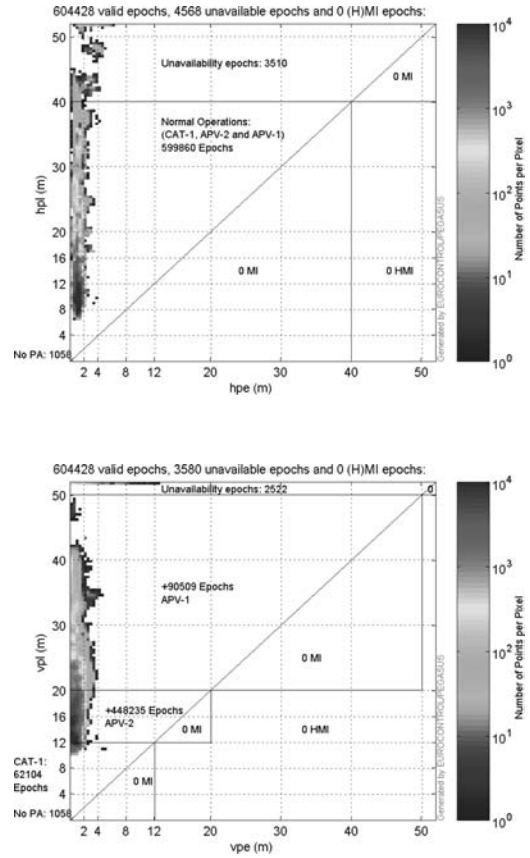 604428 valid epochs, 4568 unavailable epochs and 0 (H)MI epochs:
50
40
30
20
16
12
8
4
hpl (m)
Unavailability epochs: 3510
0 MI
Normal Operations:
(CAT-1, APV-2 and APV-1)
599860 Epochs
0 MI
0 HMI
No PA: 1058
2 4 8 12 20 30 40 50
hpe (m)
Generated by EUROCONTROL/PEGASUS
10^4
10^3
10^2
10^1
10^0
Number of Points per Pixel
604428 valid epochs, 3580 unavailable epochs and 0 (H)MI epochs:
50
40
30
20
16
12
8
4
vpl (m)
Unavailability epochs: 2522
0
+90509 Epochs
APV-1
0 MI
+448235 Epochs
APV-2
0 MI
0 HMI
CAT-1:
62104
Epochs
0 MI
No PA: 1058
2 4 8 12 20 30 40 50
vpe (m)
Generated by EUROCONTROL/PEGASUS
10^4
10^3
10^2
10^1
10^0
Number of Points per Pixel